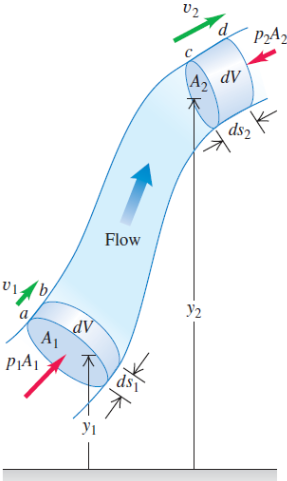 v₂
d
p₂A₂
c
A₂
dV
ds₂
Flow
v₁
b
a
dV
A₁
p₁A₁
ds₁
y₂
y₁